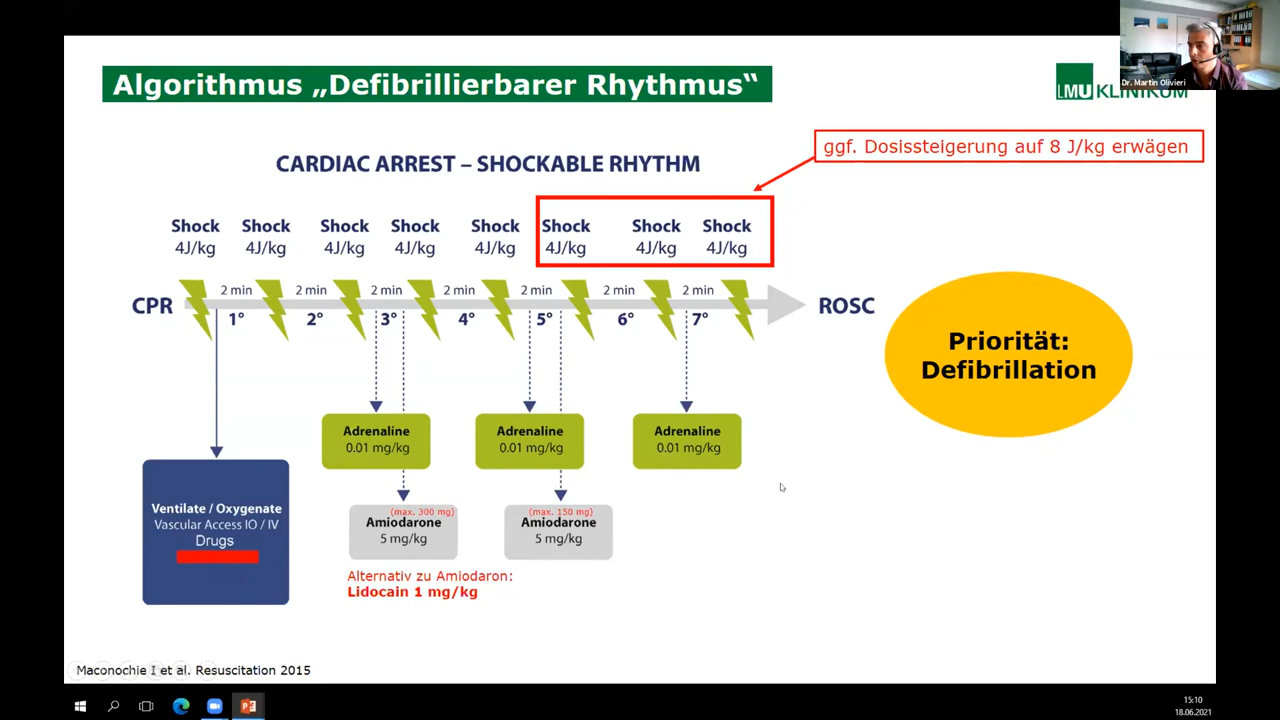 Algorithmus „Defibrillierbarer Rhythmus“
Dr. Martin Olivieri
LMU KLINIKUM
ggf. Dosissteigerung auf 8 J/kg erwägen
CARDIAC ARREST – SHOCKABLE RHYTHM
Shock Shock Shock Shock Shock Shock Shock Shock
4J/kg 4J/kg 4J/kg 4J/kg 4J/kg 4J/kg 4J/kg 4J/kg
2 min 2 min 2 min 2 min 2 min 2 min 2 min
CPR ROSC
1° 2° 3° 4° 5° 6° 7°
Priorität:
Defibrillation
Adrenaline Adrenaline Adrenaline
0.01 mg/kg 0.01 mg/kg 0.01 mg/kg
Ventilate / Oxygenate
Vascular Access IO / IV
Drugs
(max. 300 mg) (max. 150 mg)
Amiodarone Amiodarone
5 mg/kg 5 mg/kg
Alternativ zu Amiodaron:
Lidocain 1 mg/kg
Maconochie I et al. Resuscitation 2015
15:10
18.06.2021